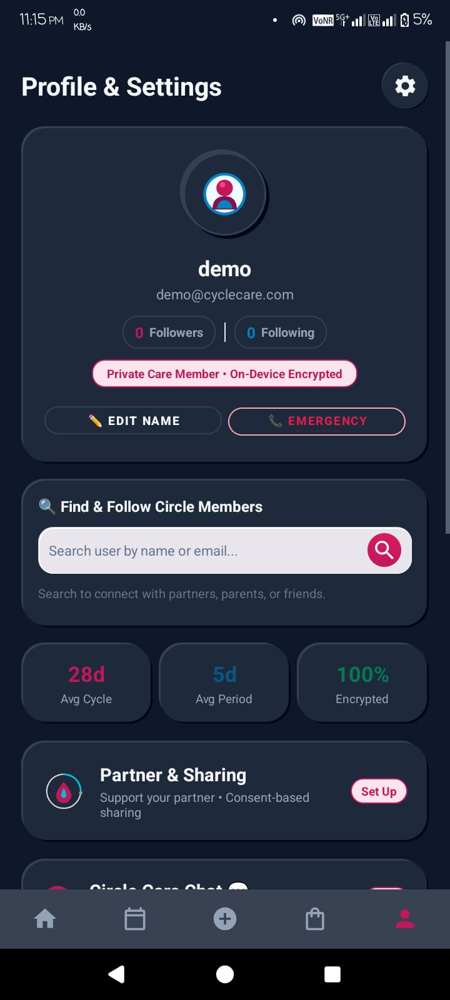 11:15 PM 0.0 KB/s VoNR 5G+ Vo LTE 5%
Profile & Settings
demo
demo@cyclecare.com
0 Followers 0 Following
Private Care Member • On-Device Encrypted
✏️ EDIT NAME 📞 EMERGENCY
🔍 Find & Follow Circle Members
Search user by name or email...
Search to connect with partners, parents, or friends.
28d 5d 100%
Avg Cycle Avg Period Encrypted
Partner & Sharing
Support your partner • Consent-based
sharing
Set Up
Circle Care Chat 💬